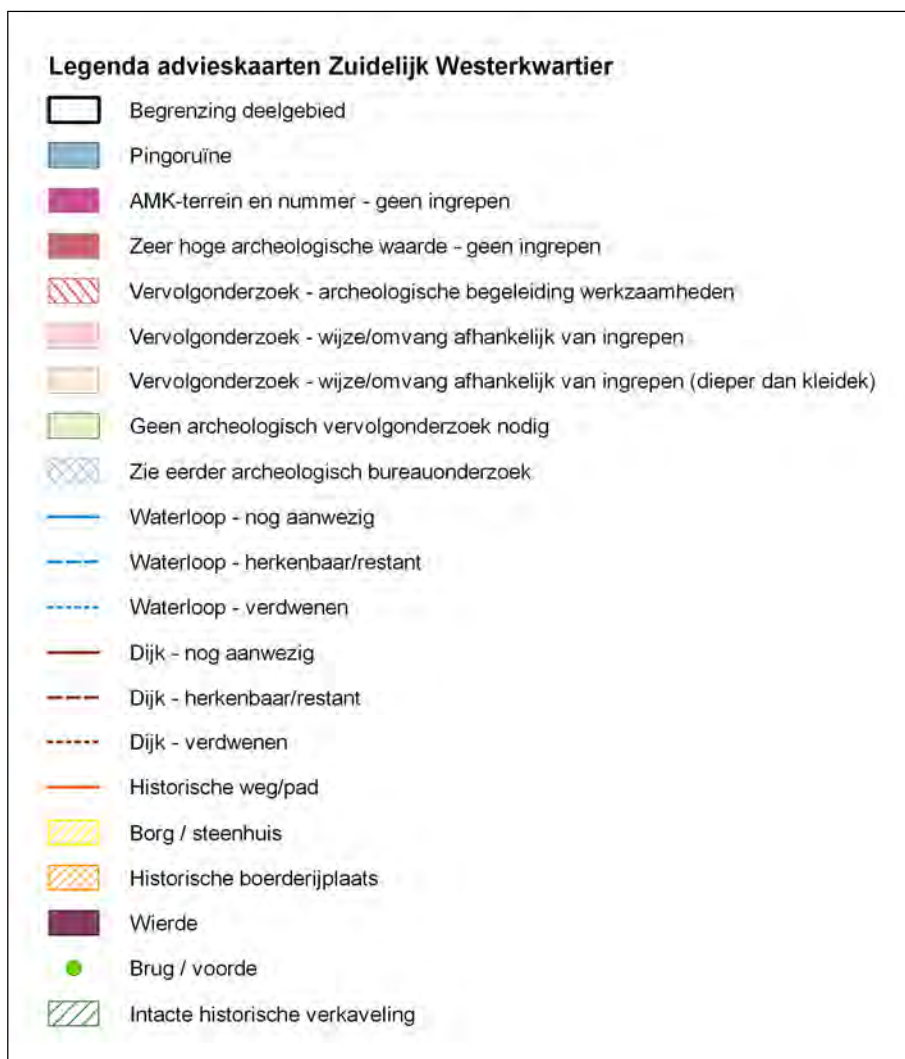 Legenda advieskaarten Zuidelijk Westerkwartier
Begrenzing deelgebied
Pingoruïne
AMK-terrein en nummer - geen ingrepen
Zeer hoge archeologische waarde - geen ingrepen
Vervolgonderzoek - archeologische begeleiding werkzaamheden
Vervolgonderzoek - wijze/omvang afhankelijk van ingrepen
Vervolgonderzoek - wijze/omvang afhankelijk van ingrepen (dieper dan kleidek)
Geen archeologisch vervolgonderzoek nodig
Zie eerder archeologisch bureauonderzoek
Waterloop - nog aanwezig
Waterloop - herkenbaar/restant
Waterloop - verdwenen
Dijk - nog aanwezig
Dijk - herkenbaar/restant
Dijk - verdwenen
Historische weg/pad
Borg / steenhuis
Historische boerderijplaats
Wierde
Brug / voorde
Intacte historische verkaveling